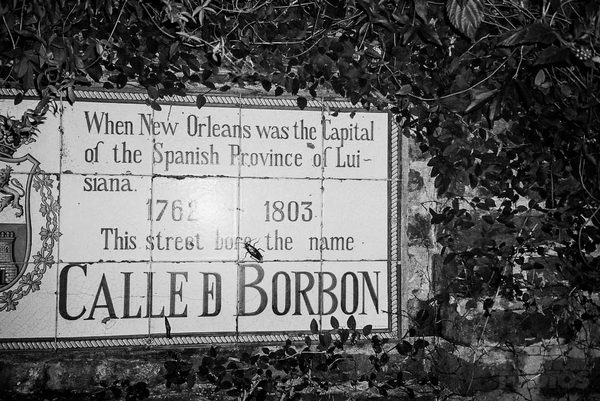 When New Orleans was the Capital
of the Spanish Province of Lui-
siana.
1762 1803
This street bore the name
CALLE D BORBON